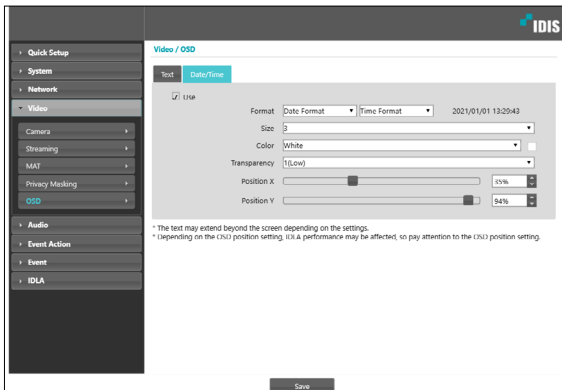 IDIS
Quick Setup
System
Network
Video
Camera
Streaming
MAT
Privacy Masking
OSD
Audio
Event Action
Event
IDLA
Video / OSD
Text Date/Time
Use
Format Date Format Time Format 2021/01/01 13:29:43
Size 3
Color White
Transparency 1(Low)
Position X 35%
Position Y 94%
* The text may extend beyond the screen depending on the settings.
* Depending on the OSD position setting, IDLA performance may be affected, so pay attention to the OSD position setting.
Save